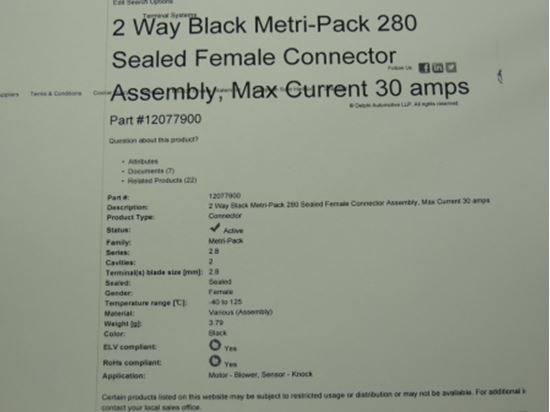 Edit Search Options
Terminal Systems
2 Way Black Metri-Pack 280
Sealed Female Connector
Follow Us
Terms & Conditions
Assembly, Max Current 30 amps
© Delphi Automotive LLP. All rights reserved.
Part #12077900
Question about this product?
• Attributes
• Documents (7)
• Related Products (22)
Part #: 12077900
Description: 2 Way Black Metri-Pack 280 Sealed Female Connector Assembly, Max Current 30 amps
Product Type: Connector
Status: Active
Family: Metri-Pack
Series: 2.8
Cavities: 2
Terminal(s) blade size [mm]: 2.8
Sealed: Sealed
Gender: Female
Temperature range [°C]: -40 to 125
Material: Various (Assembly)
Weight [g]: 3.79
Color: Black
ELV compliant: Yes
RoHs compliant: Yes
Application: Motor - Blower, Sensor - Knock
Certain products listed on this website may be subject to restricted usage or distribution or may not be available. For additional
contact your local sales office.